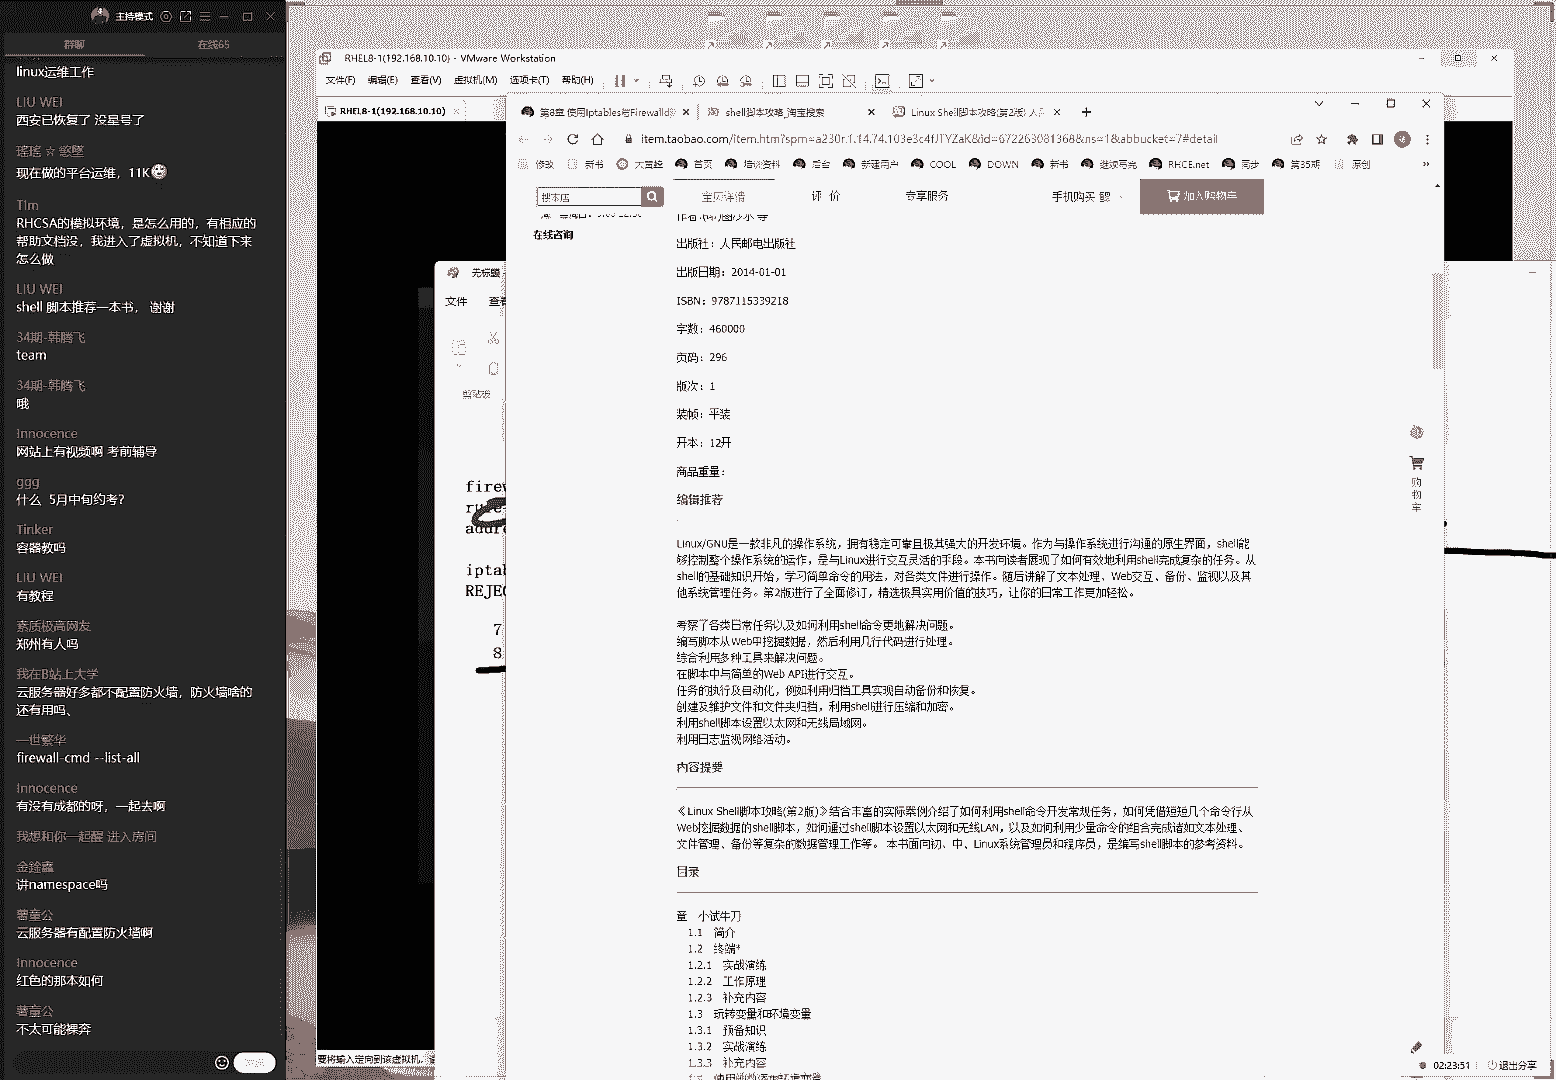 主持模式
群聊
在线65
linux运维工作
LIU WEI
西安已恢复了 没星号了
瑶瑶 ☆ 悠墜
现在做的平台运维，11K
Tim
RHCSA的模拟环境，是怎么用的，有相应的
帮助文档没，我进入了虚拟机，不知道下来
怎么做
LIU WEI
shell 脚本推荐一本书， 谢谢
34期-韩腾飞
team
34期-韩腾飞
哦
Innocence
网站上有视频啊 考前辅导
ggg
什么 5月中旬约考?
Tinker
容器教吗
LIU WEI
有教程
素质极高网友
郑州有人吗
我在B站上大学
云服务器好多都不配置防火墙，防火墙啥的
还有用吗、
一世繁华
firewall-cmd --list-all
Innocence
有没有成都的呀，一起去啊
我想和你一起醒 进入房间
讲namespace吗
薯童公
云服务器有配置防火墙啊
Innocence
红色的那本如何
薯童公
不太可能裸奔
RHEL8-1(192.168.10.10) - VMware Workstation
文件(F) 编辑(E) 查看(V) 虚拟机(M) 选项卡(T) 帮助(H)
RHEL8-1(192.168.10.10)
第8章 使用Iptables与Firewalld
shell脚本攻略_淘宝搜索
Linux Shell脚本攻略(第2版) 人民
item.taobao.com/item.htm?spm=a230r.1.14.74.103e3c4fJTYZaK&id=672263081368&ns=1&abbucket=7#detail
修改 新书 大雪峰 首页 培训资料 后台 新建用户 COOL DOWN 新书 继续写完 RHCE.net 同步 第35期 原创
搜本店
宝贝详情
评 价
专享服务
手机购买
加入购物车
在线咨询
出版社：人民邮电出版社
出版日期：2014-01-01
ISBN：9787115339218
字数：460000
页码：296
版次：1
装帧：平装
开本：12开
商品重量：
编辑推荐
Linux/GNU是一款非凡的操作系统，拥有稳定可靠且极其强大的开发环境。作为与操作系统进行沟通的原生界面，shell能
够控制整个操作系统的运作，是与Linux进行交互灵活的手段。本书向读者展现了如何有效地利用shell完成复杂的任务。从
shell的基础知识开始，学习简单命令的用法，对各类文件进行操作。随后讲解了文本处理、Web交互、备份、监视以及其
他系统管理任务。第2版进行了全面修订，精选极具实用价值的技巧，让你的日常工作更加轻松。
考察了各类日常任务以及如何利用shell命令更地解决问题。
编写脚本从Web中挖掘数据，然后利用几行代码进行处理。
综合利用多种工具来解决问题。
在脚本中与简单的Web API进行交互。
任务的执行及自动化，例如利用归档工具实现自动备份和恢复。
创建及维护文件和文件夹归档，利用shell进行压缩和加密。
利用shell脚本设置以太网和无线局域网。
利用日志监视网络活动。
内容提要
《Linux Shell脚本攻略(第2版)》结合丰富的实际案例介绍了如何利用shell命令开发常规任务，如何凭借短短几个命令行从
Web挖掘数据的shell脚本，如何通过shell脚本设置以太网和无线LAN，以及如何利用少量命令的组合完成诸如文本处理、
文件管理、备份等复杂的数据管理工作等。 本书面向初、中、Linux系统管理员和程序员，是编写shell脚本的参考资料。
目录
章 小试牛刀
1.1 简介
1.2 终端*
1.2.1 实战演练
1.2.2 工作原理
1.2.3 补充内容
1.3 玩转变量和环境变量
1.3.1 预备知识
1.3.2 实战演练
1.3.3 补充内容
购
物
车
无标题
文件 查看
剪贴板
firew
rule
addre
iptab
REJEC
7
8
要将输入定向到该虚拟机，请
02:23:51
退出分享